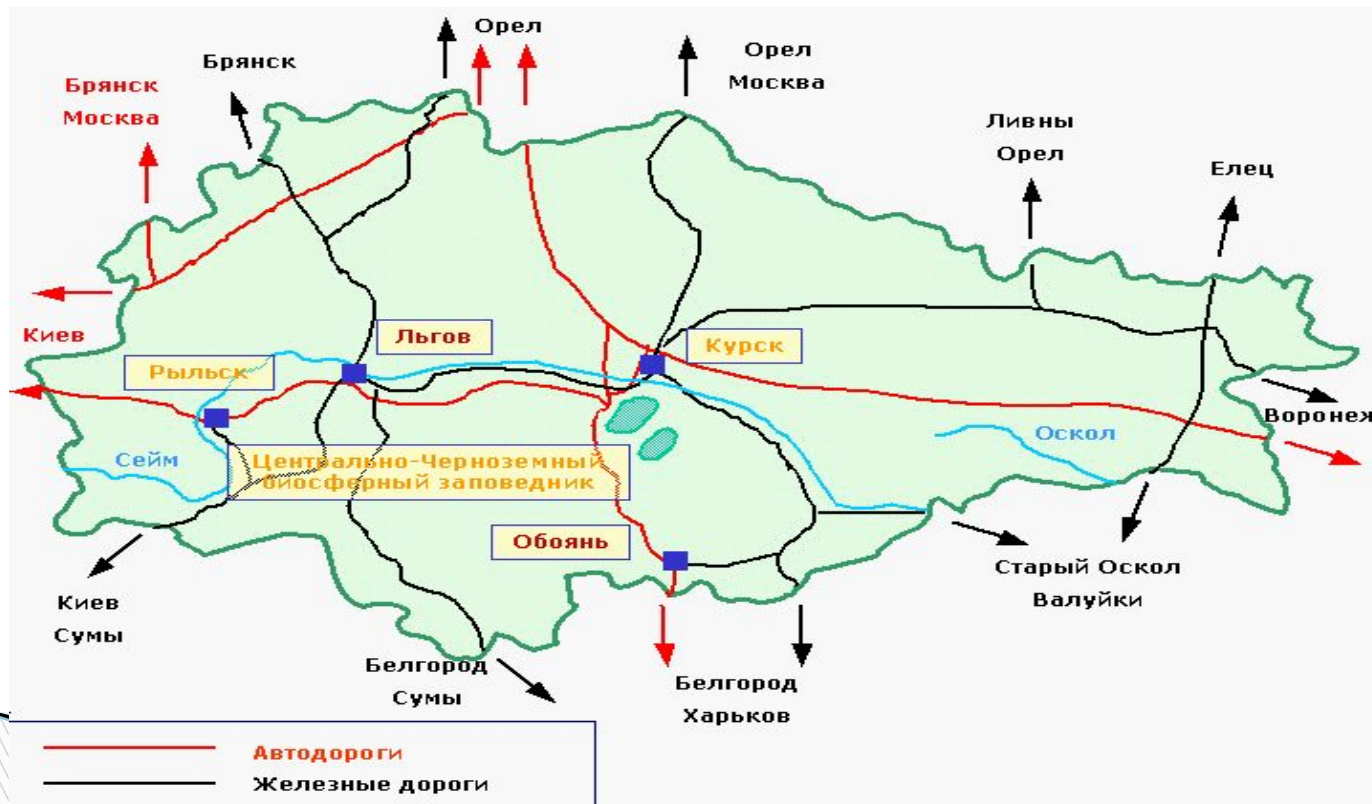 Орел
Брянск
Орел
Москва
Брянск
Москва
Ливны
Орел
Елец
Киев
Льгов
Курск
Рыльск
Воронеж
Оскол
Сейм
Центрально-Черноземный
биосферный заповедник
Обоянь
Старый Оскол
Валуйки
Киев
Сумы
Белгород
Сумы
Белгород
Харьков
Автодороги
Железные дороги